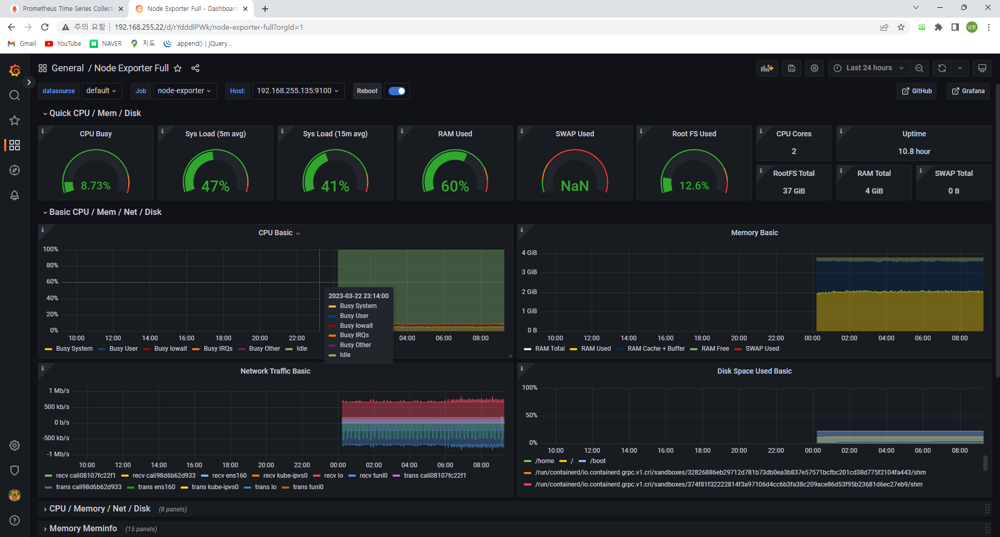 Prometheus Time Series Collecti
Node Exporter Full - Dashboard
주의 요함
192.168.255.22/d/rYdddlPWk/node-exporter-full?orgId=1
남훈
Gmail YouTube NAVER 지도 .append() | jQuery...
General / Node Exporter Full
Last 24 hours
datasource default Job node-exporter Host: 192.168.255.135:9100 Reboot GitHub Grafana
Quick CPU / Mem / Disk
CPU Busy
8.73%
Sys Load (5m avg)
47%
Sys Load (15m avg)
41%
RAM Used
60%
SWAP Used
NaN
Root FS Used
12.6%
CPU Cores
2
Uptime
10.8 hour
RootFS Total
37 GiB
RAM Total
4 GiB
SWAP Total
0 B
Basic CPU / Mem / Net / Disk
CPU Basic
100%
80%
60%
40%
20%
0%
10:00 12:00 14:00 16:00 18:00 20:00 22:00 04:00 06:00 08:00
Busy System Busy User Busy Iowait Busy IRQs Busy Other Idle
2023-03-22 23:14:00
Busy System
Busy User
Busy Iowait
Busy IRQs
Busy Other
Idle
Memory Basic
4 GiB
3 GiB
2 GiB
1 GiB
0 B
10:00 12:00 14:00 16:00 18:00 20:00 22:00 00:00 02:00 04:00 06:00 08:00
RAM Total RAM Used RAM Cache + Buffer RAM Free SWAP Used
Network Traffic Basic
1 Mb/s
500 kb/s
0 b/s
-500 kb/s
-1 Mb/s
10:00 12:00 14:00 16:00 18:00 20:00 22:00 00:00 02:00 04:00 06:00 08:00
recv cali08107fc22f1 recv cali98d6b62d933 recv ens160 recv kube-ipvs0 recv lo recv tunl0 trans cali08107fc22f1
trans cali98d6b62d933 trans ens160 trans kube-ipvs0 trans lo trans tunl0
Disk Space Used Basic
100%
50%
0%
10:00 12:00 14:00 16:00 18:00 20:00 22:00 00:00 02:00 04:00 06:00 08:00
/home / /boot
/run/containerd/io.containerd.grpc.v1.cri/sandboxes/32826886eb29712d781b73db0ea3b837e57571bcfbc201cd38d775f2104fa443/shm
/run/containerd/io.containerd.grpc.v1.cri/sandboxes/374f81f32222814f3a97106d4cc6b3fa38c209ace86d53f95b23681d6ec27eb9/shm
CPU / Memory / Net / Disk (8 panels)
Memory Meminfo (15 panels)